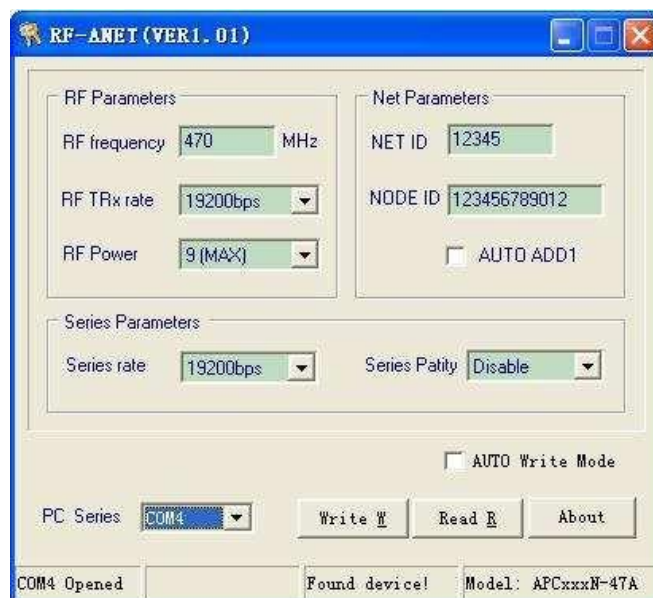 RF-ANET(VER1.01)
RF Parameters
RF frequency 470 MHz
RF TRx rate 19200bps
RF Power 9 (MAX)
Net Parameters
NET ID 12345
NODE ID 123456789012
AUTO ADD1
Series Parameters
Series rate 19200bps Series Patity Disable
AUTO Write Mode
PC Series COM4 Write W Read R About
COM4 Opened Found device! Model: APCxxxN-47A